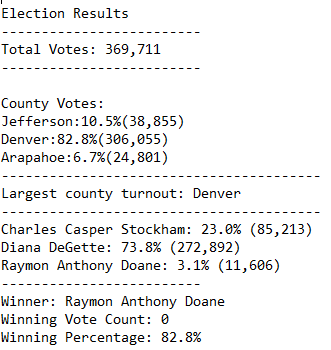 Election Results
-------------------------
Total Votes: 369,711
-------------------------
County Votes:
Jefferson:10.5%(38,855)
Denver:82.8%(306,055)
Arapahoe:6.7%(24,801)
----------------------------------------
Largest county turnout: Denver
----------------------------------------
Charles Casper Stockham: 23.0% (85,213)
Diana DeGette: 73.8% (272,892)
Raymon Anthony Doane: 3.1% (11,606)
-------------------------
Winner: Raymon Anthony Doane
Winning Vote Count: 0
Winning Percentage: 82.8%